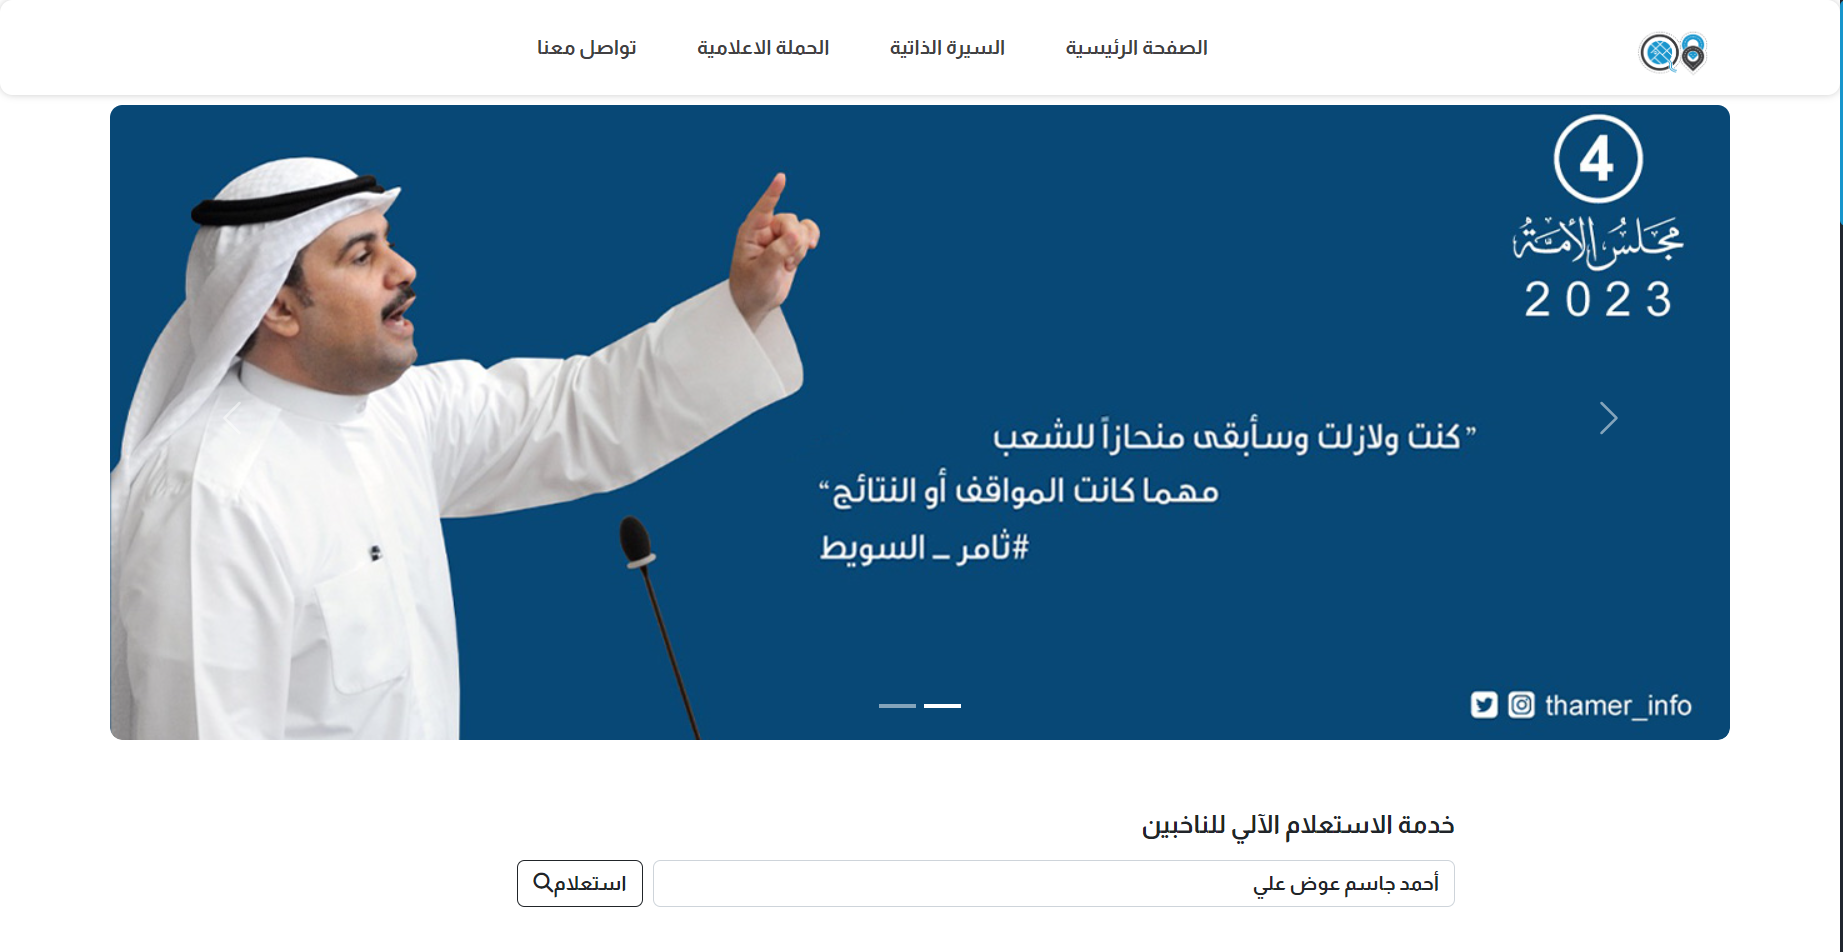 الصفحة الرئيسية
السيرة الذاتية
الحملة الاعلامية
تواصل معنا
4
مجلس الأمة
2023
” كنت ولازلت وسأبقى منحازاً للشعب
مهما كانت المواقف أو النتائج“
#ثامر _ السويط
thamer_info
خدمة الاستعلام الآلي للناخبين
أحمد جاسم عوض علي
استعلام